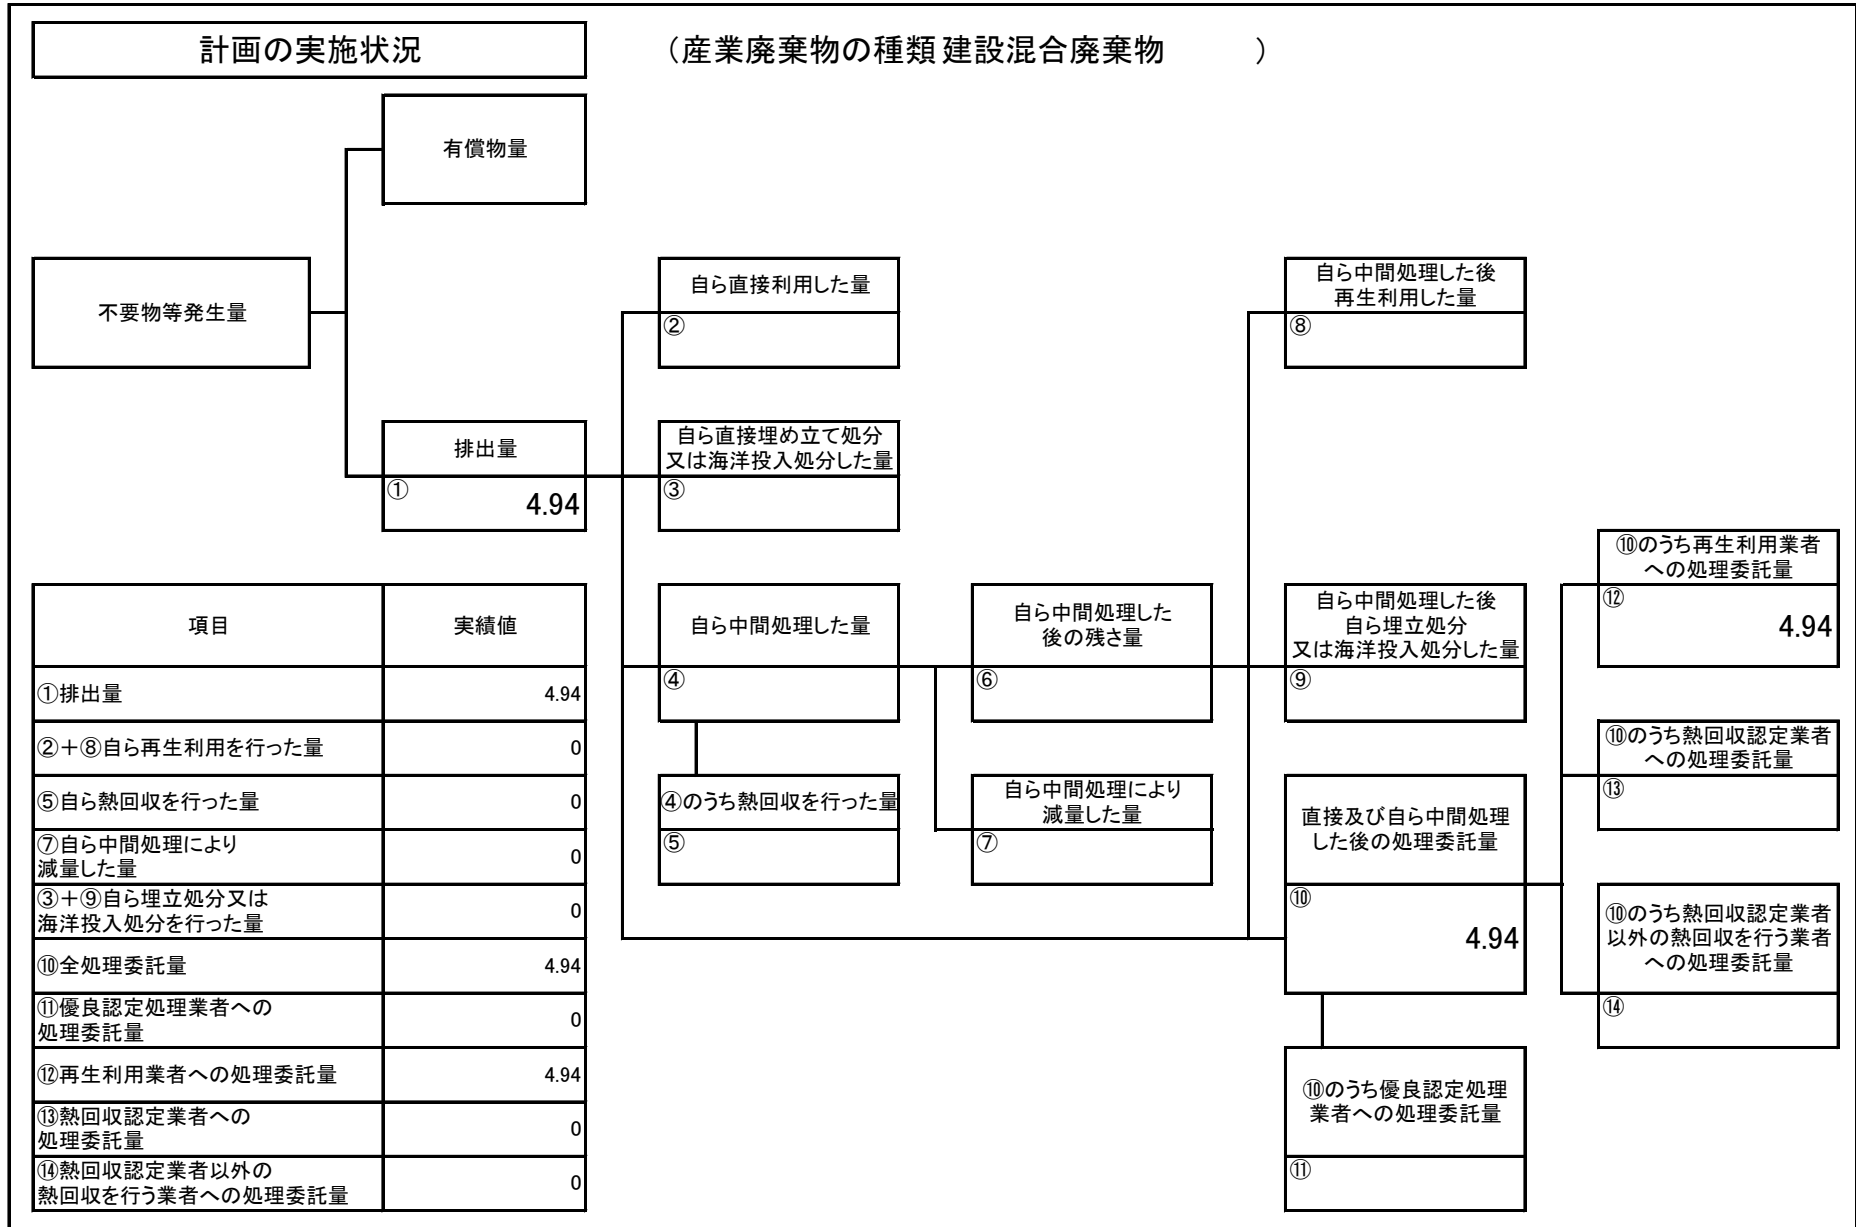 計画の実施状況
（産業廃棄物の種類 建設混合廃棄物　　　）
有償物量
不要物等発生量
自ら直接利用した量
②
自ら中間処理した後
再生利用した量
⑧
排出量
①
4.94
自ら直接埋め立て処分
又は海洋投入処分した量
③
⑩のうち再生利用業者
への処理委託量
⑫
4.94
自ら中間処理した量
④
自ら中間処理した
後の残さ量
⑥
自ら中間処理した後
自ら埋立処分
又は海洋投入処分した量
⑨
⑩のうち熱回収認定業者
への処理委託量
⑬
④のうち熱回収を行った量
⑤
自ら中間処理により
減量した量
⑦
直接及び自ら中間処理
した後の処理委託量
⑩
4.94
⑩のうち熱回収認定業者
以外の熱回収を行う業者
への処理委託量
⑭
⑩のうち優良認定処理
業者への処理委託量
⑪
項目 実績値
①排出量 4.94
②＋⑧自ら再生利用を行った量 0
⑤自ら熱回収を行った量 0
⑦自ら中間処理により
減量した量 0
③＋⑨自ら埋立処分又は
海洋投入処分を行った量 0
⑩全処理委託量 4.94
⑪優良認定処理業者への
処理委託量 0
⑫再生利用業者への処理委託量 4.94
⑬熱回収認定業者への
処理委託量 0
⑭熱回収認定業者以外の
熱回収を行う業者への処理委託量 0